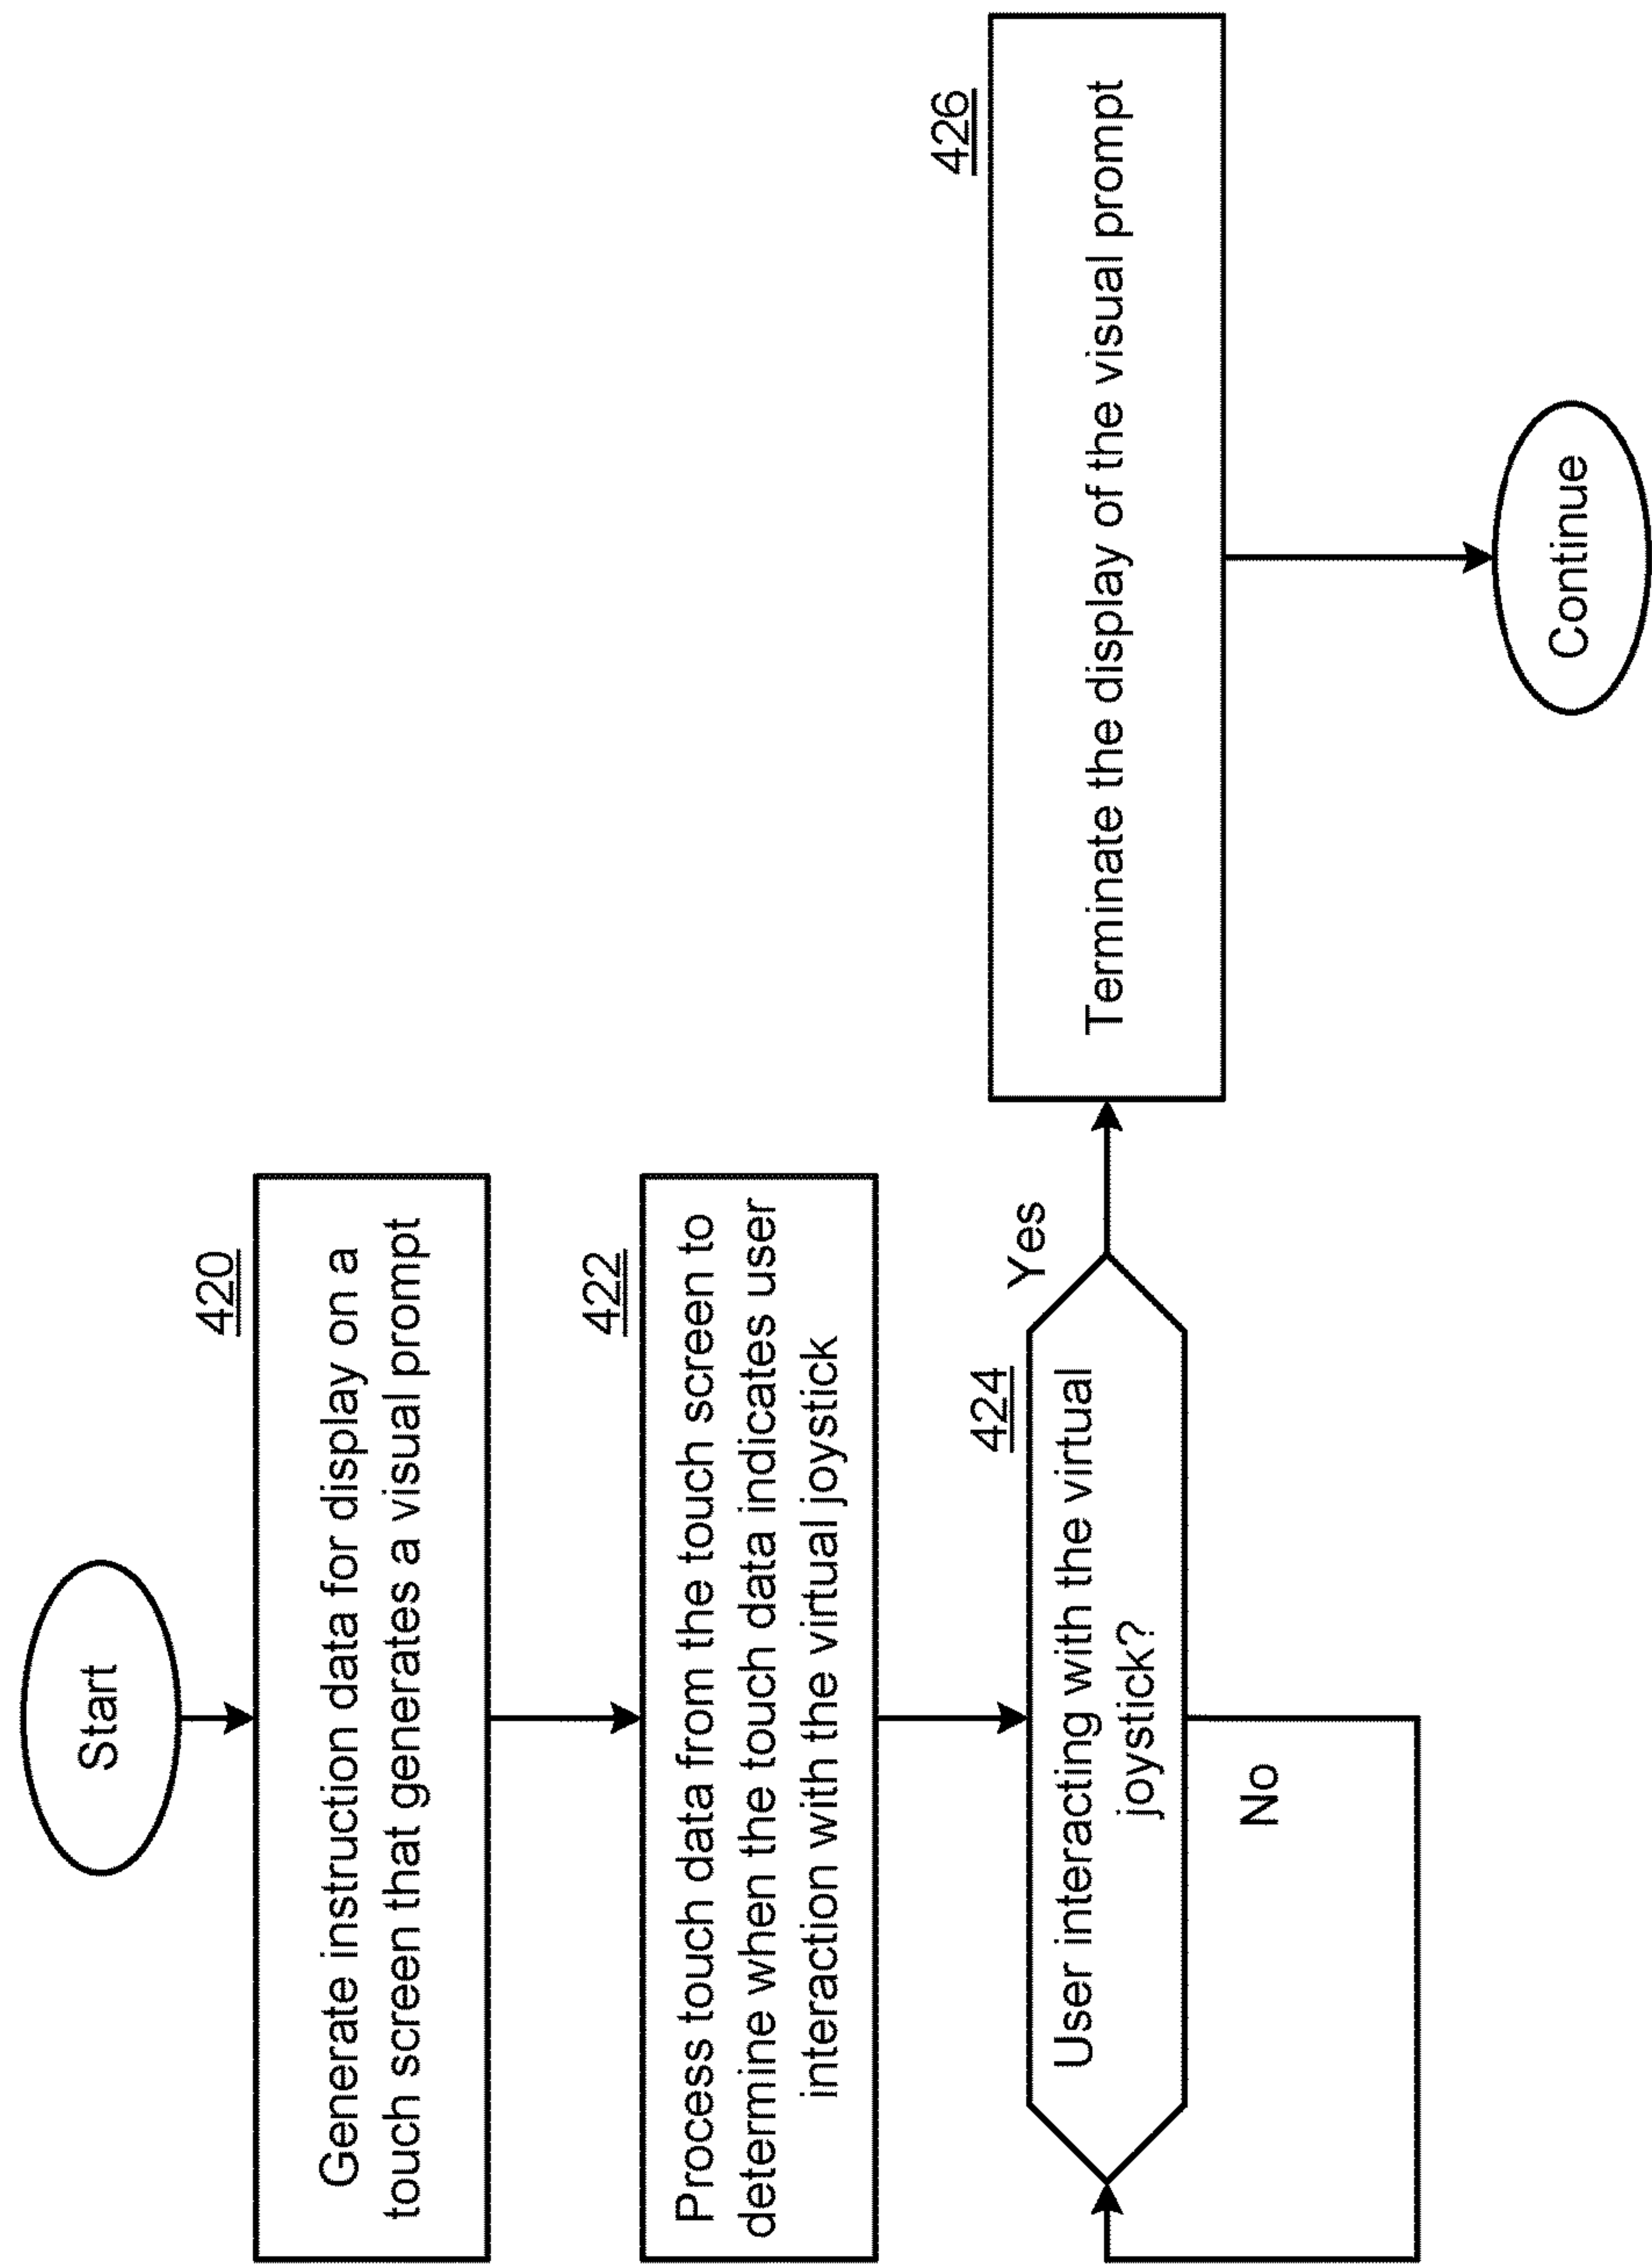 Start
420
Generate instruction data for display on a
touch screen that generates a visual prompt
422
Process touch data from the touch screen to
determine when the touch data indicates user
interaction with the virtual joystick
424
User interacting with the virtual
joystick?
Yes
No
426
Terminate the display of the visual prompt
Continue